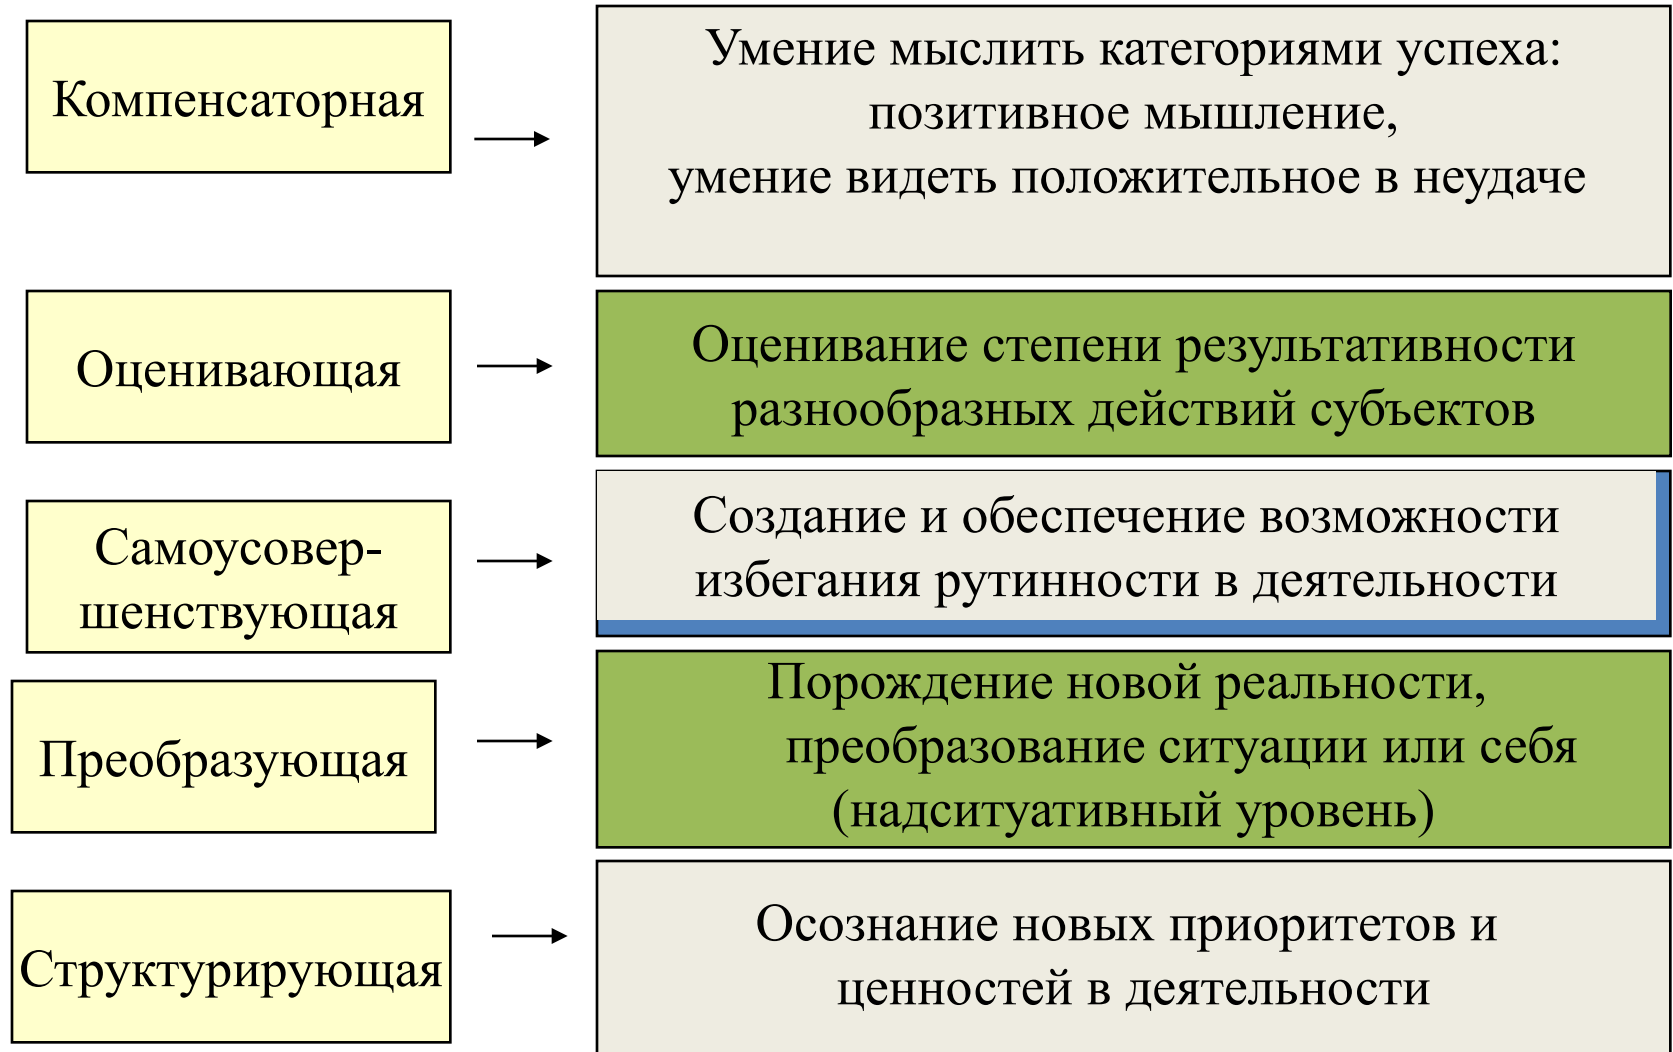 Компенсаторная
Умение мыслить категориями успеха:
позитивное мышление,
умение видеть положительное в неудаче
Оценивающая
Оценивание степени результативности
разнообразных действий субъектов
Самоусовер-
шенствующая
Создание и обеспечение возможности
избегания рутинности в деятельности
Преобразующая
Порождение новой реальности,
преобразование ситуации или себя
(надситуативный уровень)
Структурирующая
Осознание новых приоритетов и
ценностей в деятельности